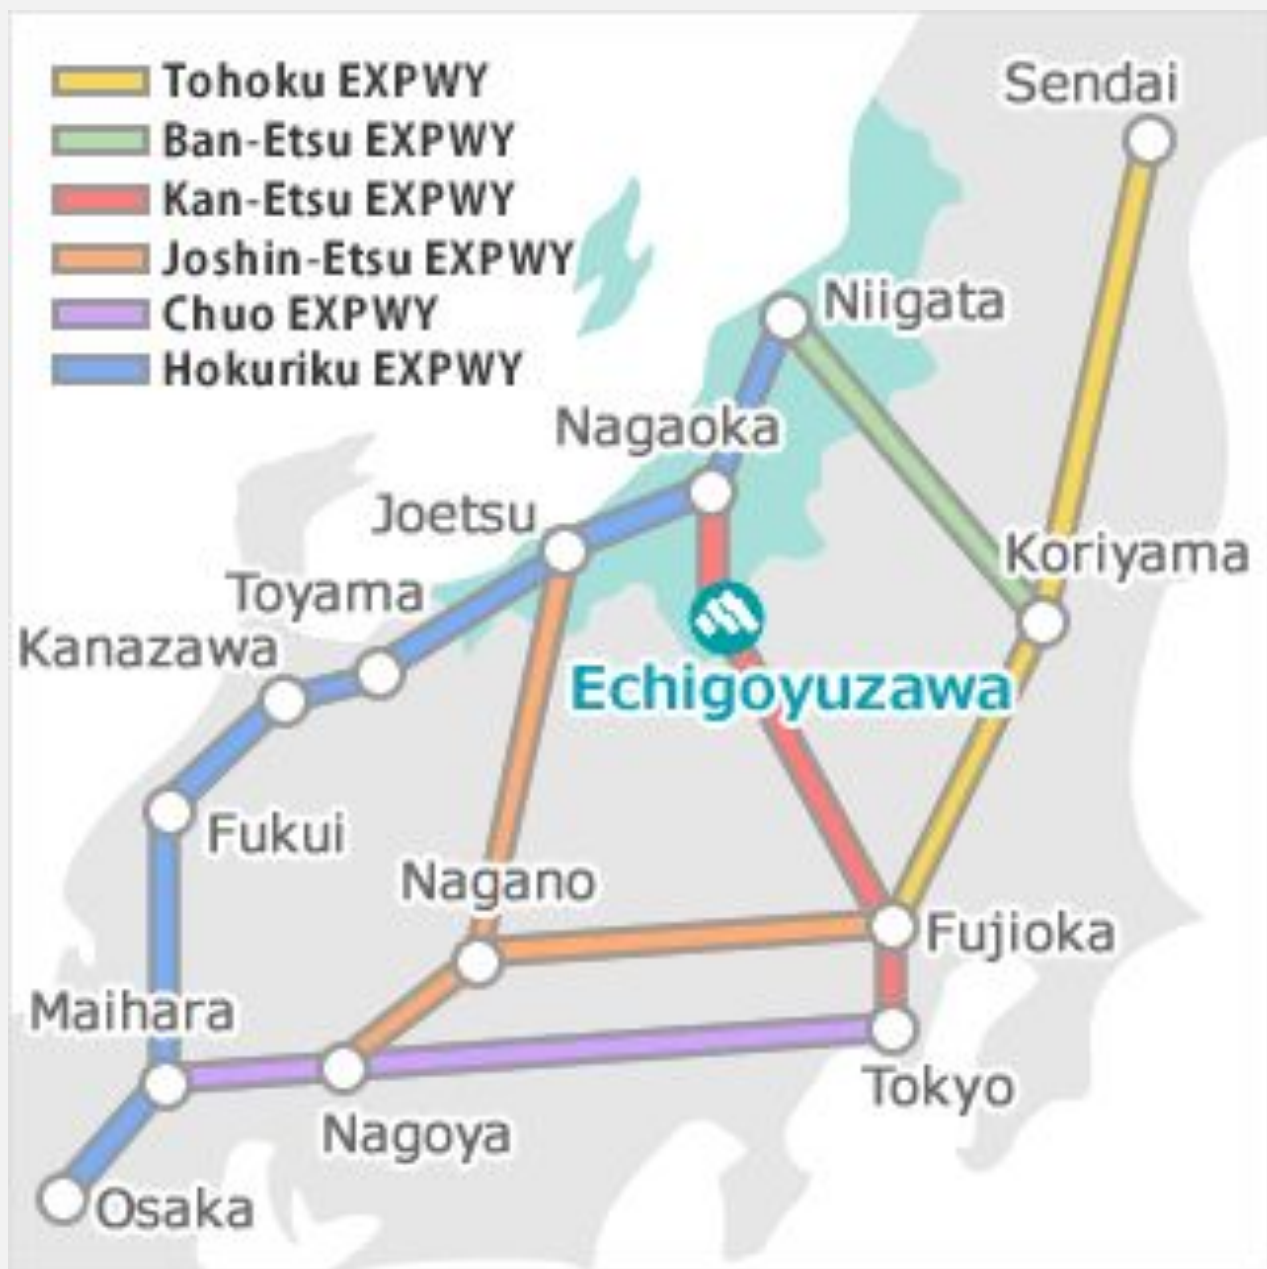 Tohoku EXPWY
Ban-Etsu EXPWY
Kan-Etsu EXPWY
Joshin-Etsu EXPWY
Chuo EXPWY
Hokuriku EXPWY
Sendai
Niigata
Nagaoka
Joetsu
Koriyama
Toyama
Kanazawa
Echigoyuzawa
Fukui
Nagano
Fujioka
Maihara
Tokyo
Nagoya
Osaka